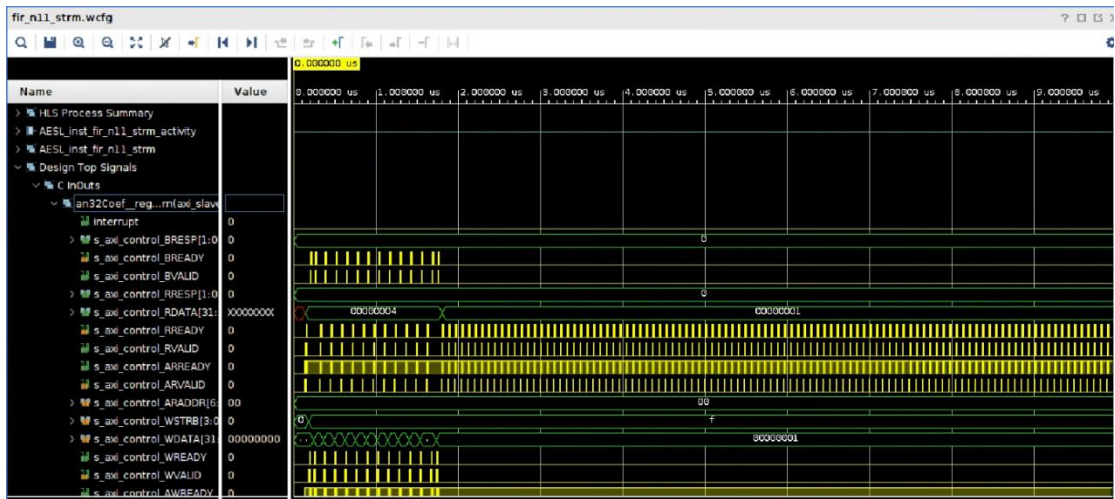 fir_n11_strm.wcfg
0.000000 us
Name Value
0.000000 us 1.000000 us 2.000000 us 3.000000 us 4.000000 us 5.000000 us 6.000000 us 7.000000 us 8.000000 us 9.000000 us
HLS Process Summary
AESL_inst_fir_n11_strm_activity
AESL_inst_fir_n11_strm
Design Top Signals
C InOuts
an32Coef__reg...rn(axi_slave
interrupt 0
s_axi_control_BRESP[1:0 0 0
s_axi_control_BREADY 0
s_axi_control_BVALID 0
s_axi_control_RRESP[1:0 0 0
s_axi_control_RDATA[31: XXXXXXXX 00000004 00000001
s_axi_control_RREADY 0
s_axi_control_RVALID 0
s_axi_control_ARREADY 0
s_axi_control_ARVALID 0
s_axi_control_ARADDR[6: 00 00
s_axi_control_WSTRB[3:0 0 0 f
s_axi_control_WDATA[31: 00000000 00000001
s_axi_control_WREADY 0
s_axi_control_WVALID 0
s_axi_control_AWREADY 0